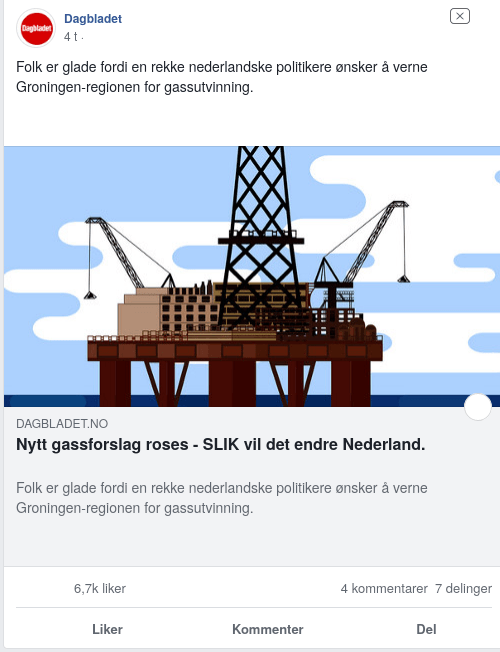 Dagbladet
Dagbladet
4 t ·
Folk er glade fordi en rekke nederlandske politikere ønsker å verne
Groningen-regionen for gassutvinning.
DAGBLADET.NO
Nytt gassforslag roses - SLIK vil det endre Nederland.
Folk er glade fordi en rekke nederlandske politikere ønsker å verne
Groningen-regionen for gassutvinning.
6,7k liker
4 kommentarer 7 delinger
Liker Kommenter Del